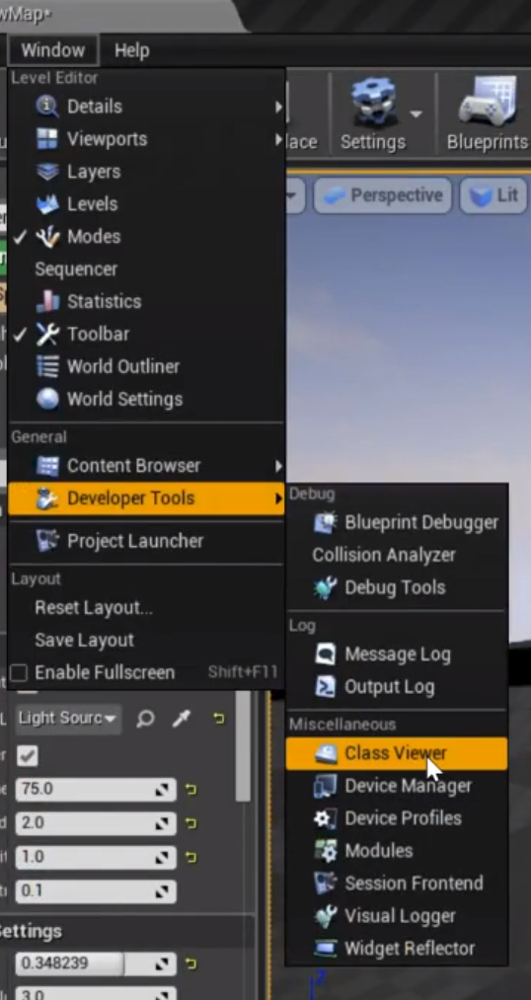 wMap*
Window Help
Level Editor
Details
Viewports
Layers
Levels
Modes
Sequencer
Statistics
Toolbar
World Outliner
World Settings
General
Content Browser
Developer Tools
Project Launcher
Layout
Reset Layout...
Save Layout
Enable Fullscreen Shift+F11
lace Settings Blueprints
Perspective Lit
Debug
Blueprint Debugger
Collision Analyzer
Debug Tools
Log
Message Log
Output Log
Miscellaneous
Class Viewer
Device Manager
Device Profiles
Modules
Session Frontend
Visual Logger
Widget Reflector
Light Sourc
75.0
2.0
1.0
0.1
ettings
0.348239
3.0
Z